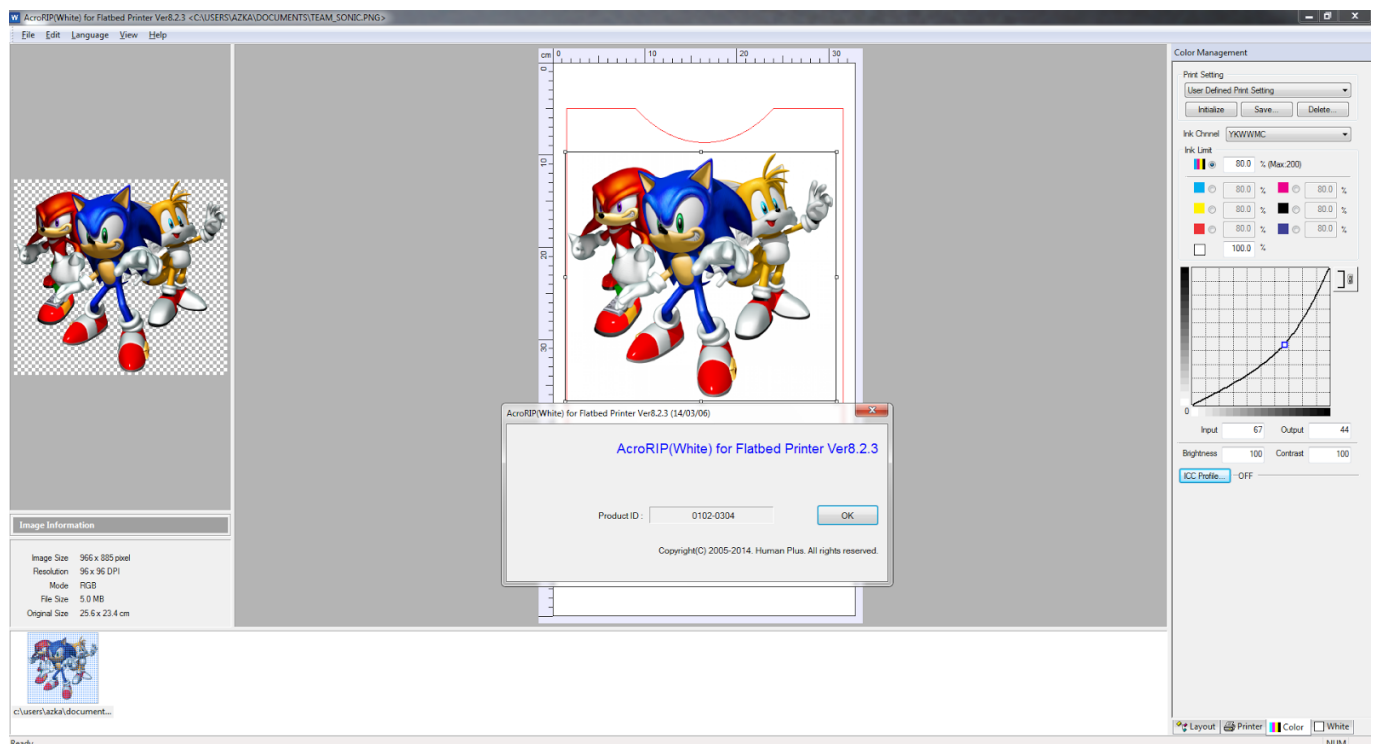 AcroRIP(White) for Flatbed Printer Ver8.2.3 <C:\USERS\AZKA\DOCUMENTS\TEAM_SONIC.PNG>
File Edit Language View Help
cm 0 10 20 30
0
10
20
30
Image Information
Image Size 966 x 885 pixel
Resolution 96 x 96 DPI
Mode RGB
File Size 5.0 MB
Original Size 25.6 x 23.4 cm
c:\users\azka\document...
AcroRIP(White) for Flatbed Printer Ver8.2.3 (14/03/06)
AcroRIP(White) for Flatbed Printer Ver8.2.3
Product ID : 0102-0304 OK
Copyright(C) 2005-2014. Human Plus. All rights reserved.
Color Management
Print Setting
User Defined Print Setting
Initialize Save... Delete...
Ink Chnnel YKWWMC
Ink Limit
80.0 % (Max:200)
80.0 % 80.0 %
80.0 % 80.0 %
80.0 % 80.0 %
100.0 %
0
Input 67 Output 44
Brightness 100 Contrast 100
ICC Profile... OFF
Layout Printer Color White
Ready NUM